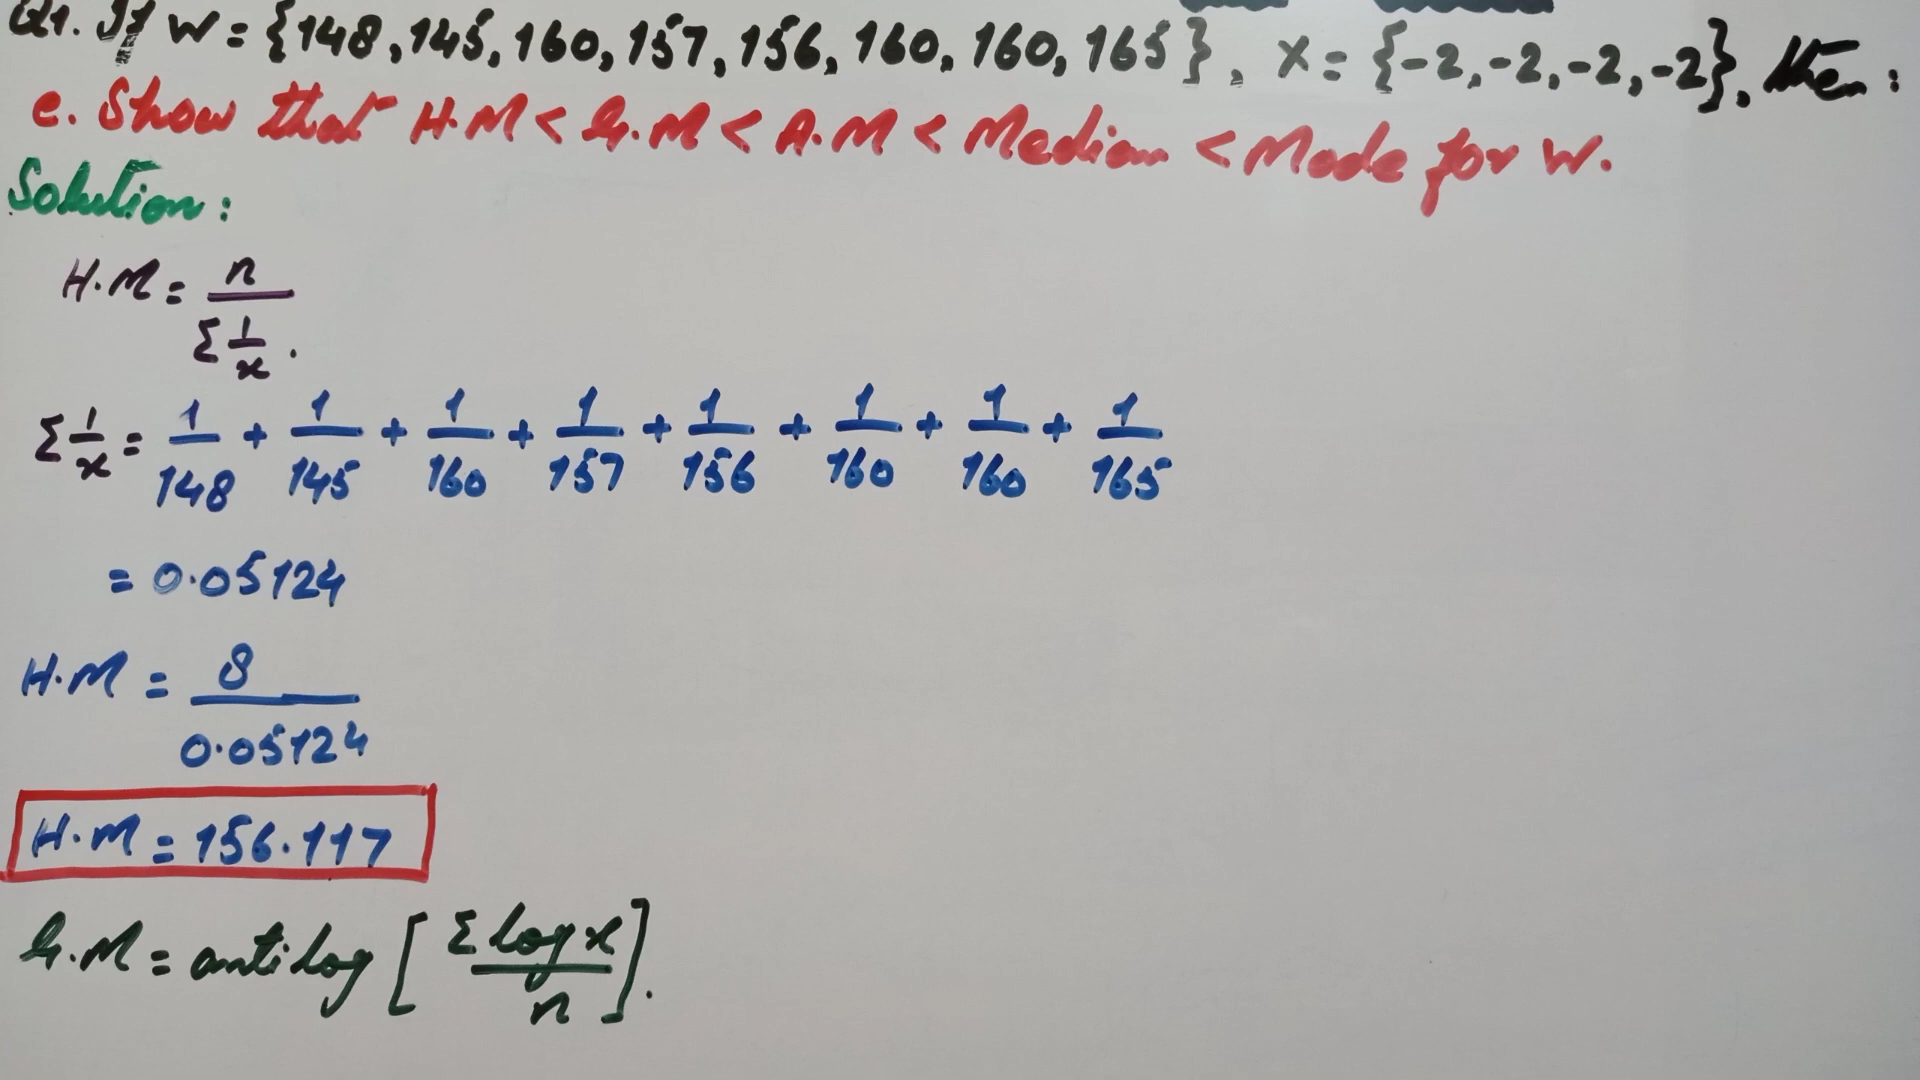 Q1. If W = {148, 145, 160, 157, 156, 160, 160, 165}, X = {-2, -2, -2, -2}, then:
e. Show that H.M < G.M < A.M < Median < Mode for W.
Solution:
H.M = n / Σ 1/x.
Σ 1/x = 1/148 + 1/145 + 1/160 + 1/157 + 1/156 + 1/160 + 1/160 + 1/165
= 0.05124
H.M = 8 / 0.05124
H.M = 156.117
G.M = antilog [Σ log x / n].